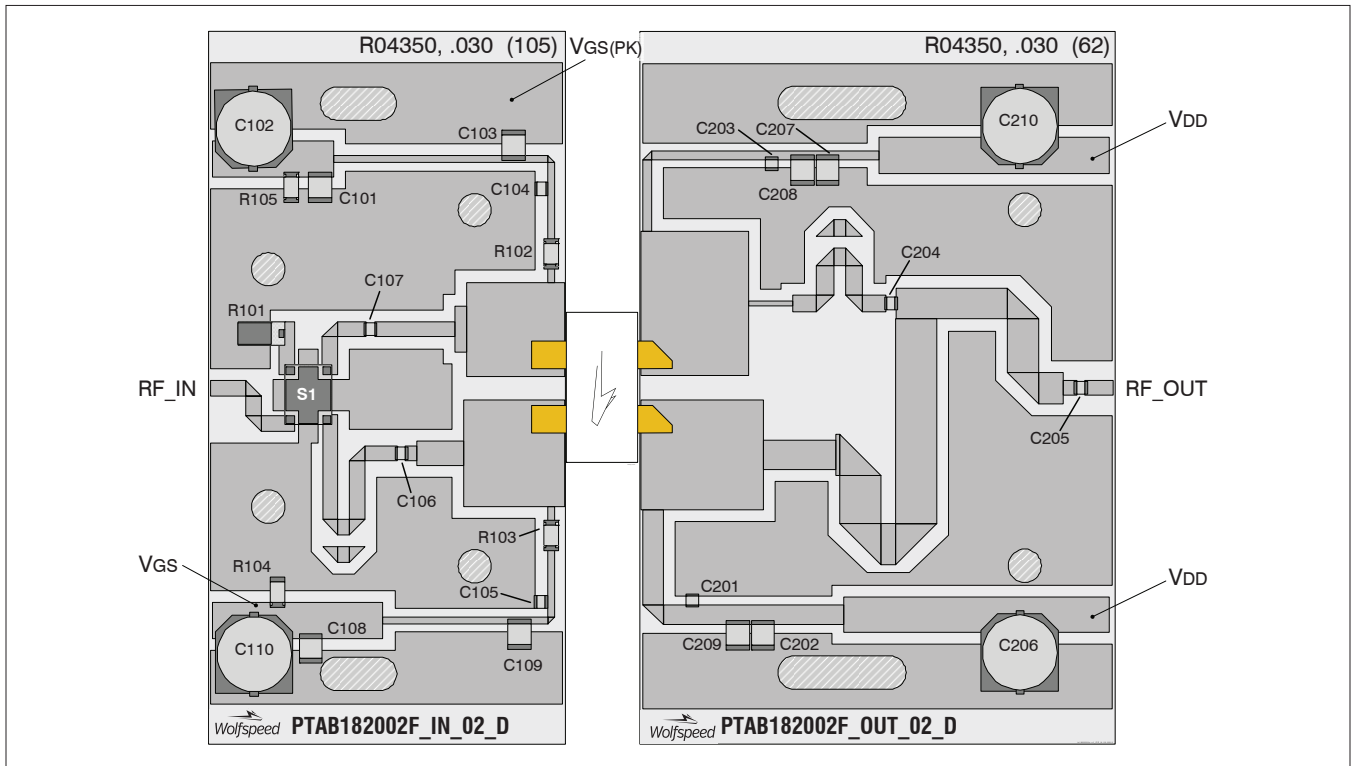 R04350, .030 (105)
VGS(PK)
R04350, .030 (62)
C102
C103
C203
C207
C210
VDD
R105
C101
C104
C208
R102
C107
C204
R101
RF_IN
S1
RF_OUT
C205
C106
R103
VGS
R104
C105
C201
VDD
C110
C108
C109
C209
C202
C206
Wolfspeed PTAB182002F_IN_02_D
Wolfspeed PTAB182002F_OUT_02_D